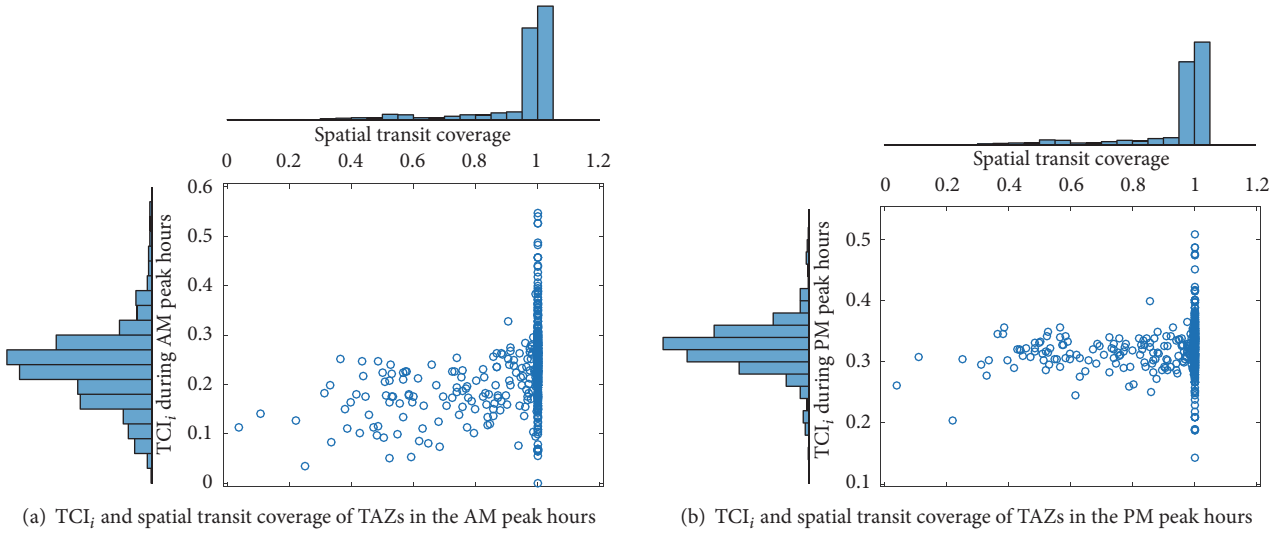 Spatial transit coverage
0 0.2 0.4 0.6 0.8 1 1.2
TCIi during AM peak hours
0.6
0.5
0.4
0.3
0.2
0.1
0
(a) TCIi and spatial transit coverage of TAZs in the AM peak hours
Spatial transit coverage
0 0.2 0.4 0.6 0.8 1 1.2
TCIi during PM peak hours
0.5
0.4
0.3
0.2
0.1
(b) TCIi and spatial transit coverage of TAZs in the PM peak hours